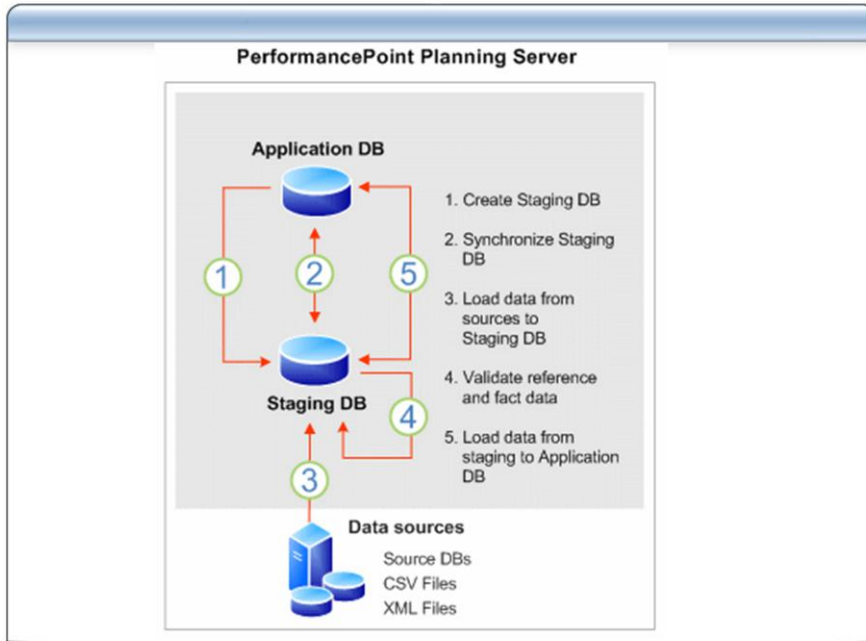 PerformancePoint Planning Server
Application DB
1
2
5
Staging DB
4
3
1. Create Staging DB
2. Synchronize Staging
DB
3. Load data from
sources to
Staging DB
4. Validate reference
and fact data
5. Load data from
staging to Application
DB
Data sources
Source DBs
CSV Files
XML Files